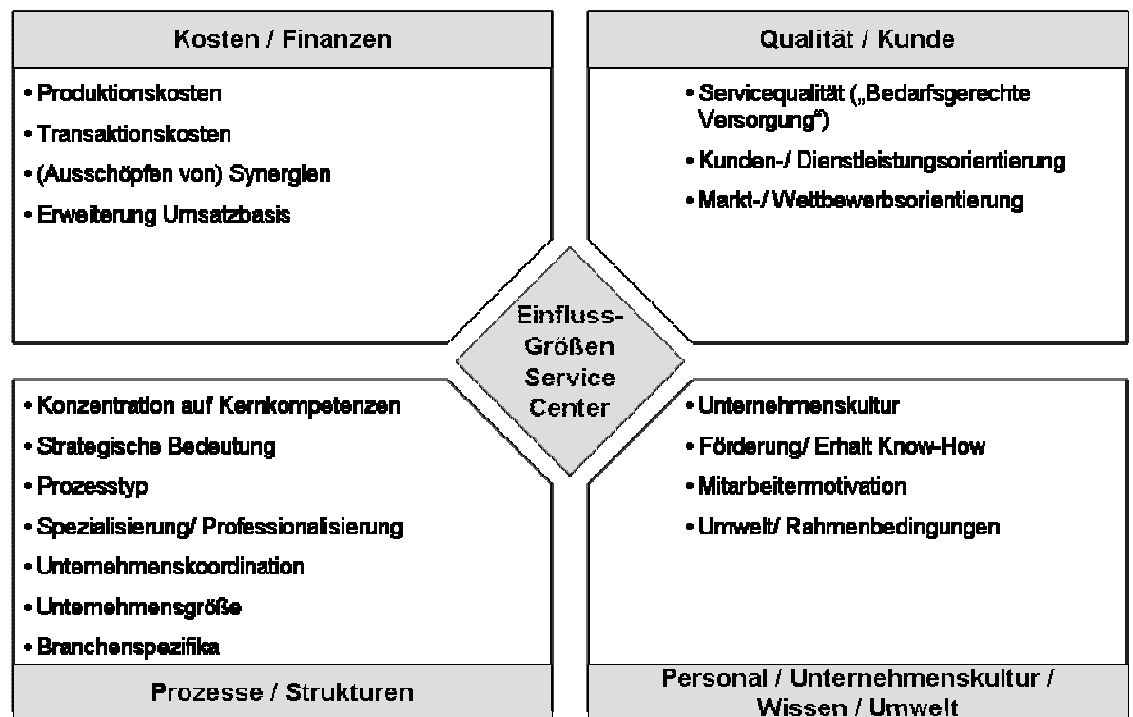 Kosten / Finanzen
• Produktionskosten
• Transaktionskosten
• (Ausschöpfen von) Synergien
• Erweiterung Umsatzbasis
Qualität / Kunde
• Servicequalität („Bedarfsgerechte
Versorgung“)
• Kunden-/ Dienstleistungsorientierung
• Markt-/ Wettbewerbsorientierung
Einfluss-
Größen
Service
Center
• Konzentration auf Kernkompetenzen
• Strategische Bedeutung
• Prozesstyp
• Spezialisierung/ Professionalisierung
• Unternehmenskoordination
• Unternehmensgröße
• Branchenspezifika
Prozesse / Strukturen
• Unternehmenskultur
• Förderung/ Erhalt Know-How
• Mitarbeitermotivation
• Umwelt/ Rahmenbedingungen
Personal / Unternehmenskultur /
Wissen / Umwelt